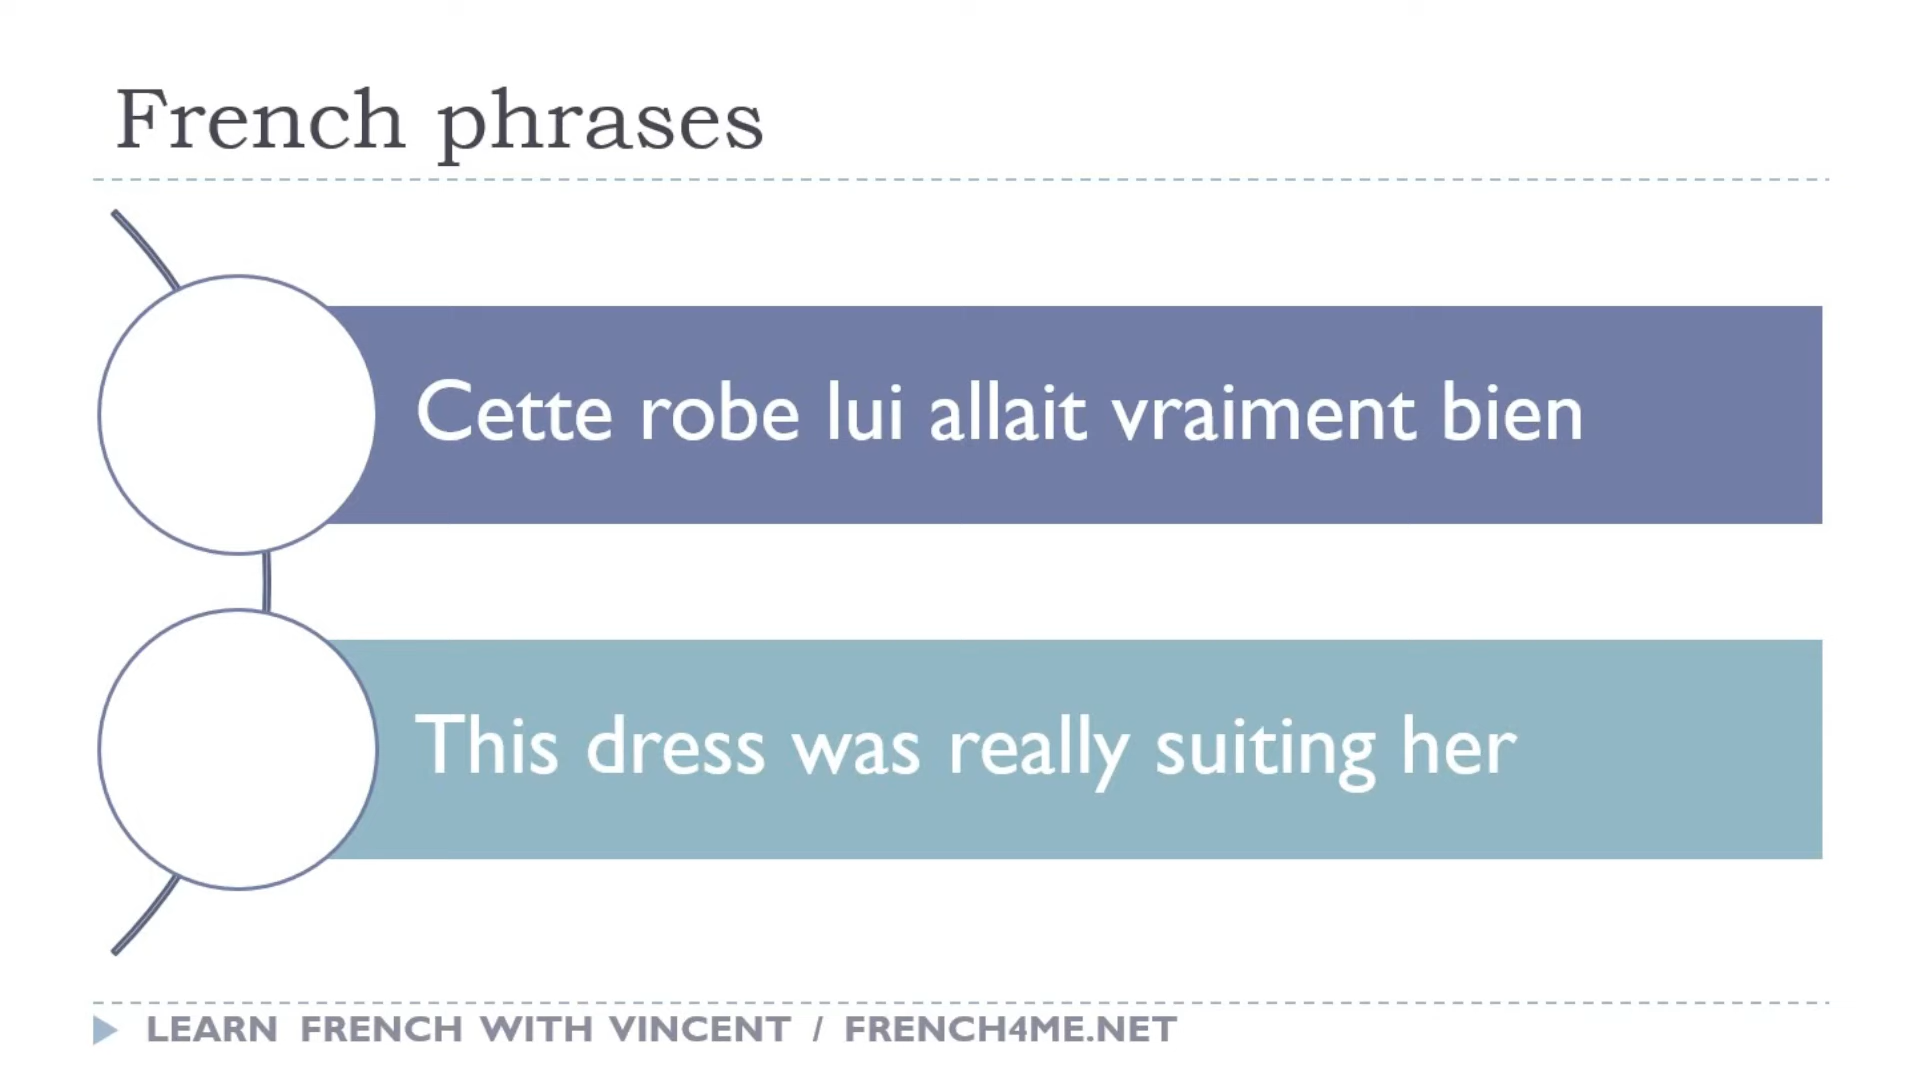 French phrases
Cette robe lui allait vraiment bien
This dress was really suiting her
LEARN FRENCH WITH VINCENT / FRENCH4ME.NET